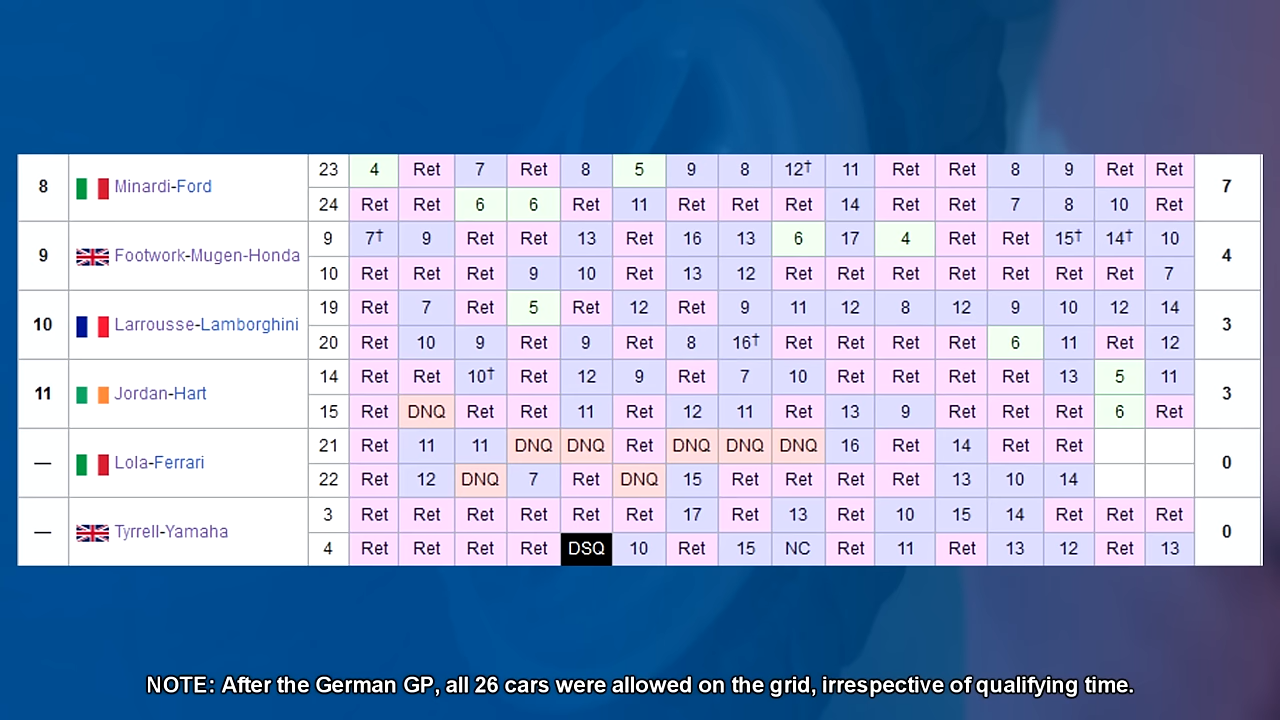 8 Minardi-Ford 23 4 Ret 7 Ret 8 5 9 8 12† 11 Ret Ret 8 9 Ret Ret 7
24 Ret Ret 6 6 Ret 11 Ret Ret Ret 14 Ret Ret 7 8 10 Ret
9 Footwork-Mugen-Honda 9 7† 9 Ret Ret 13 Ret 16 13 6 17 4 Ret Ret 15† 14† 10 4
10 Ret Ret Ret 9 10 Ret 13 12 Ret Ret Ret Ret Ret Ret Ret 7
10 Larrousse-Lamborghini 19 Ret 7 Ret 5 Ret 12 Ret 9 11 12 8 12 9 10 12 14 3
20 Ret 10 9 Ret 9 Ret 8 16† Ret Ret Ret Ret 6 11 Ret 12
11 Jordan-Hart 14 Ret Ret 10† Ret 12 9 Ret 7 10 Ret Ret Ret Ret 13 5 11 3
15 Ret DNQ Ret Ret 11 Ret 12 11 Ret 13 9 Ret Ret Ret 6 Ret
— Lola-Ferrari 21 Ret 11 11 DNQ DNQ Ret DNQ DNQ DNQ 16 Ret 14 Ret Ret 0
22 Ret 12 DNQ 7 Ret DNQ 15 Ret Ret Ret Ret 13 10 14
— Tyrrell-Yamaha 3 Ret Ret Ret Ret Ret Ret 17 Ret 13 Ret 10 15 14 Ret Ret Ret 0
4 Ret Ret Ret Ret DSQ 10 Ret 15 NC Ret 11 Ret 13 12 Ret 13
NOTE: After the German GP, all 26 cars were allowed on the grid, irrespective of qualifying time.